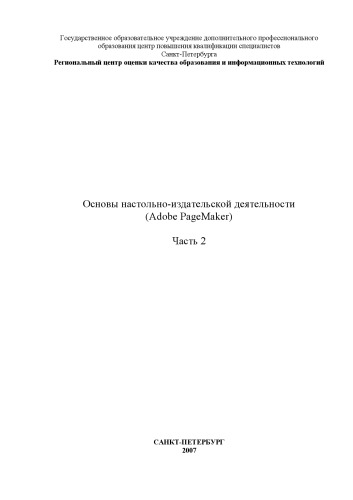 Государственное образовательное учреждение дополнительного профессионального
образования центр повышения квалификации специалистов
Санкт-Петербурга
Региональный центр оценки качества образования и информационных технологий
Основы настольно-издательской деятельности
(Adobe PageMaker)
Часть 2
САНКТ-ПЕТЕРБУРГ
2007